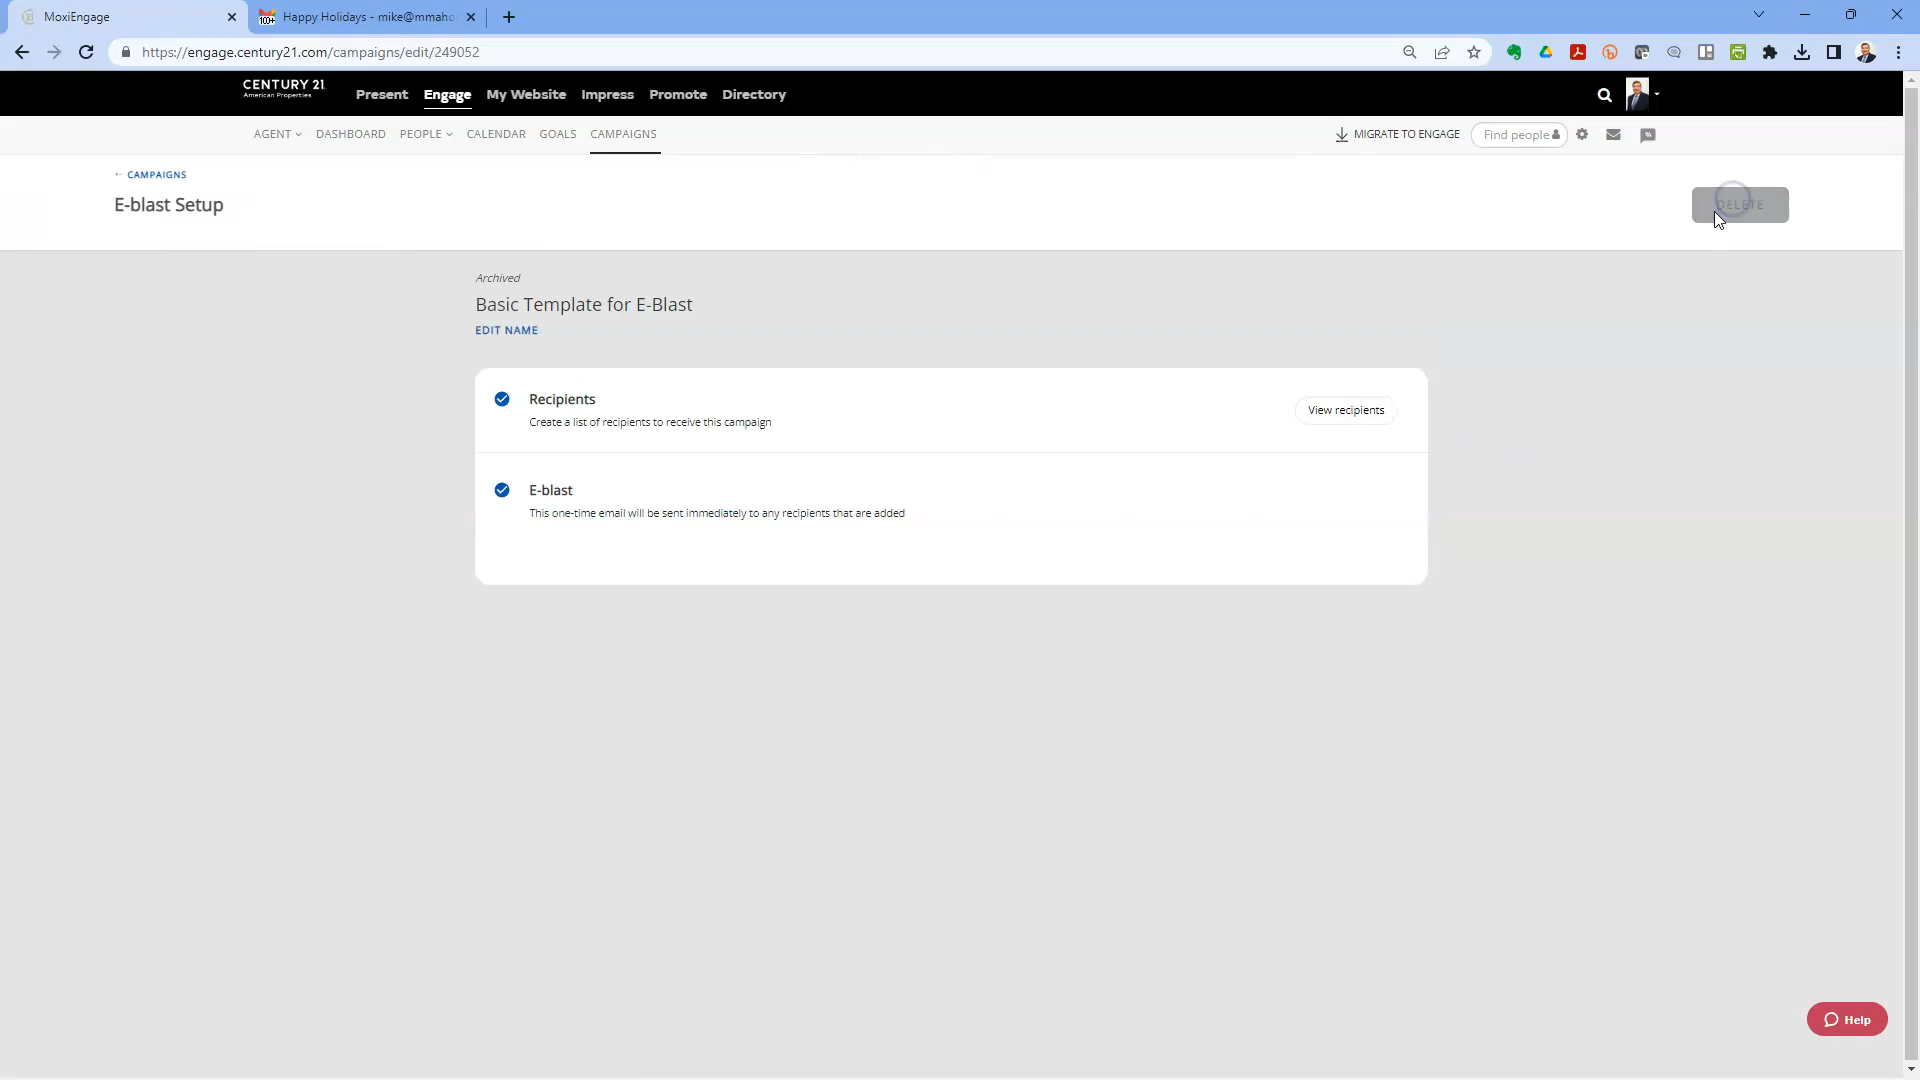 MoxiEngage
Happy Holidays - mike@mmaho
https://engage.century21.com/campaigns/edit/249052
CENTURY 21
American Properties
Present Engage My Website Impress Promote Directory
AGENT DASHBOARD PEOPLE CALENDAR GOALS CAMPAIGNS
MIGRATE TO ENGAGE Find people
← CAMPAIGNS
E-blast Setup
DELETE
Archived
Basic Template for E-Blast
EDIT NAME
Recipients
Create a list of recipients to receive this campaign
View recipients
E-blast
This one-time email will be sent immediately to any recipients that are added
Help